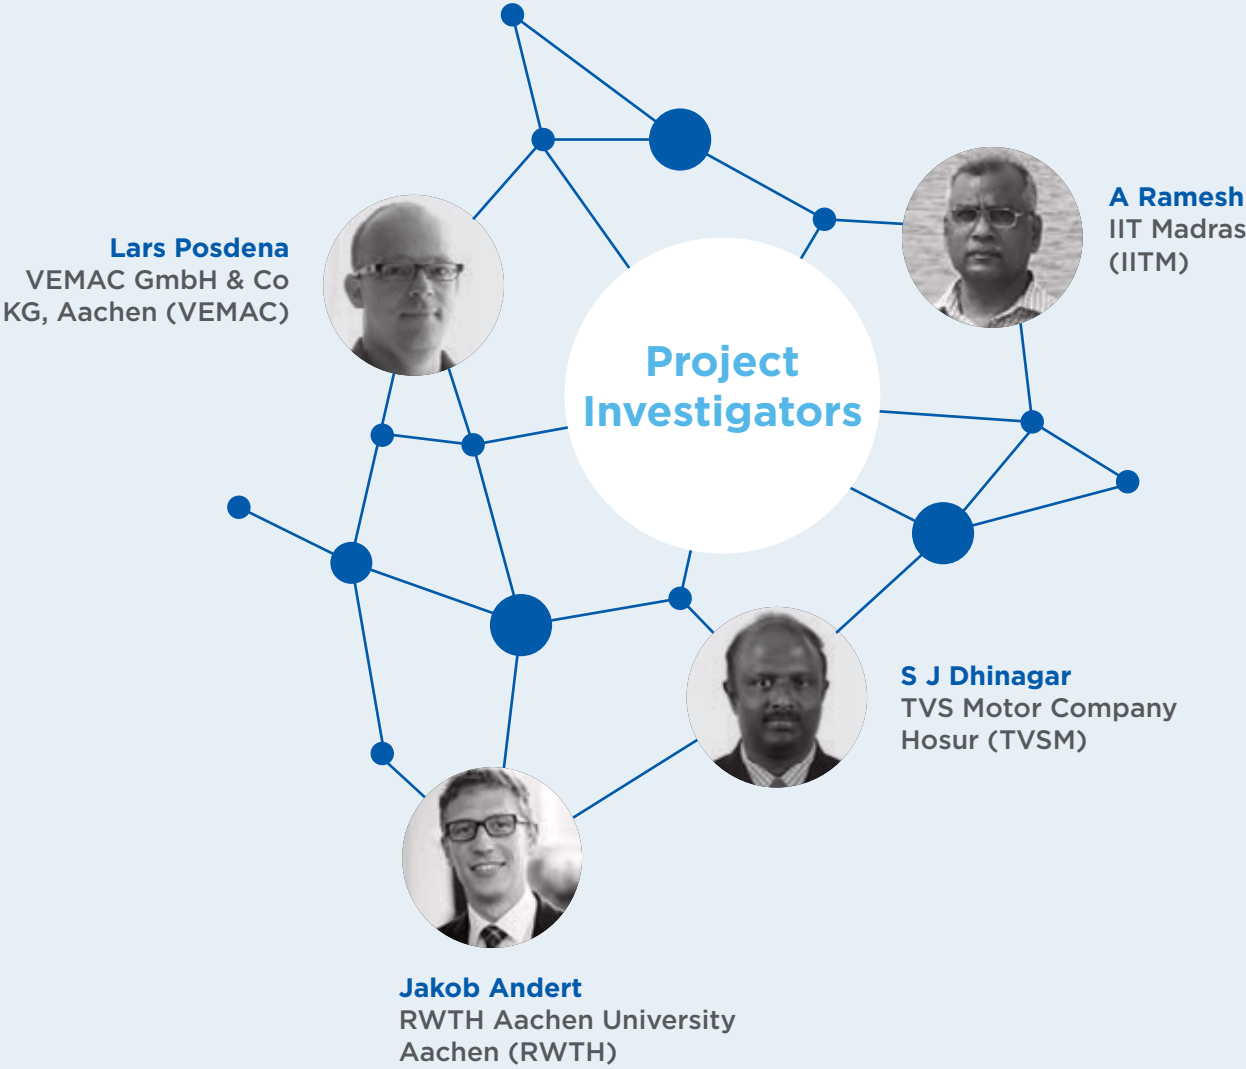 A Ramesh
IIT Madras
(IITM)
Lars Posdena
VEMAC GmbH & Co
KG, Aachen (VEMAC)
Project
Investigators
S J Dhinagar
TVS Motor Company
Hosur (TVSM)
Jakob Andert
RWTH Aachen University
Aachen (RWTH)